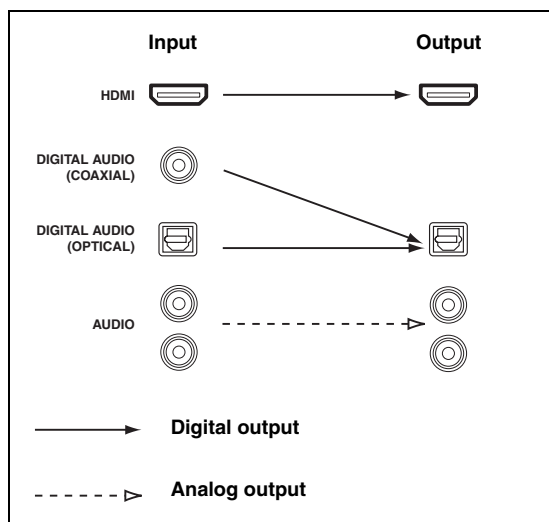 Input Output
HDMI
DIGITAL AUDIO
(COAXIAL)
DIGITAL AUDIO
(OPTICAL)
AUDIO
Digital output
Analog output